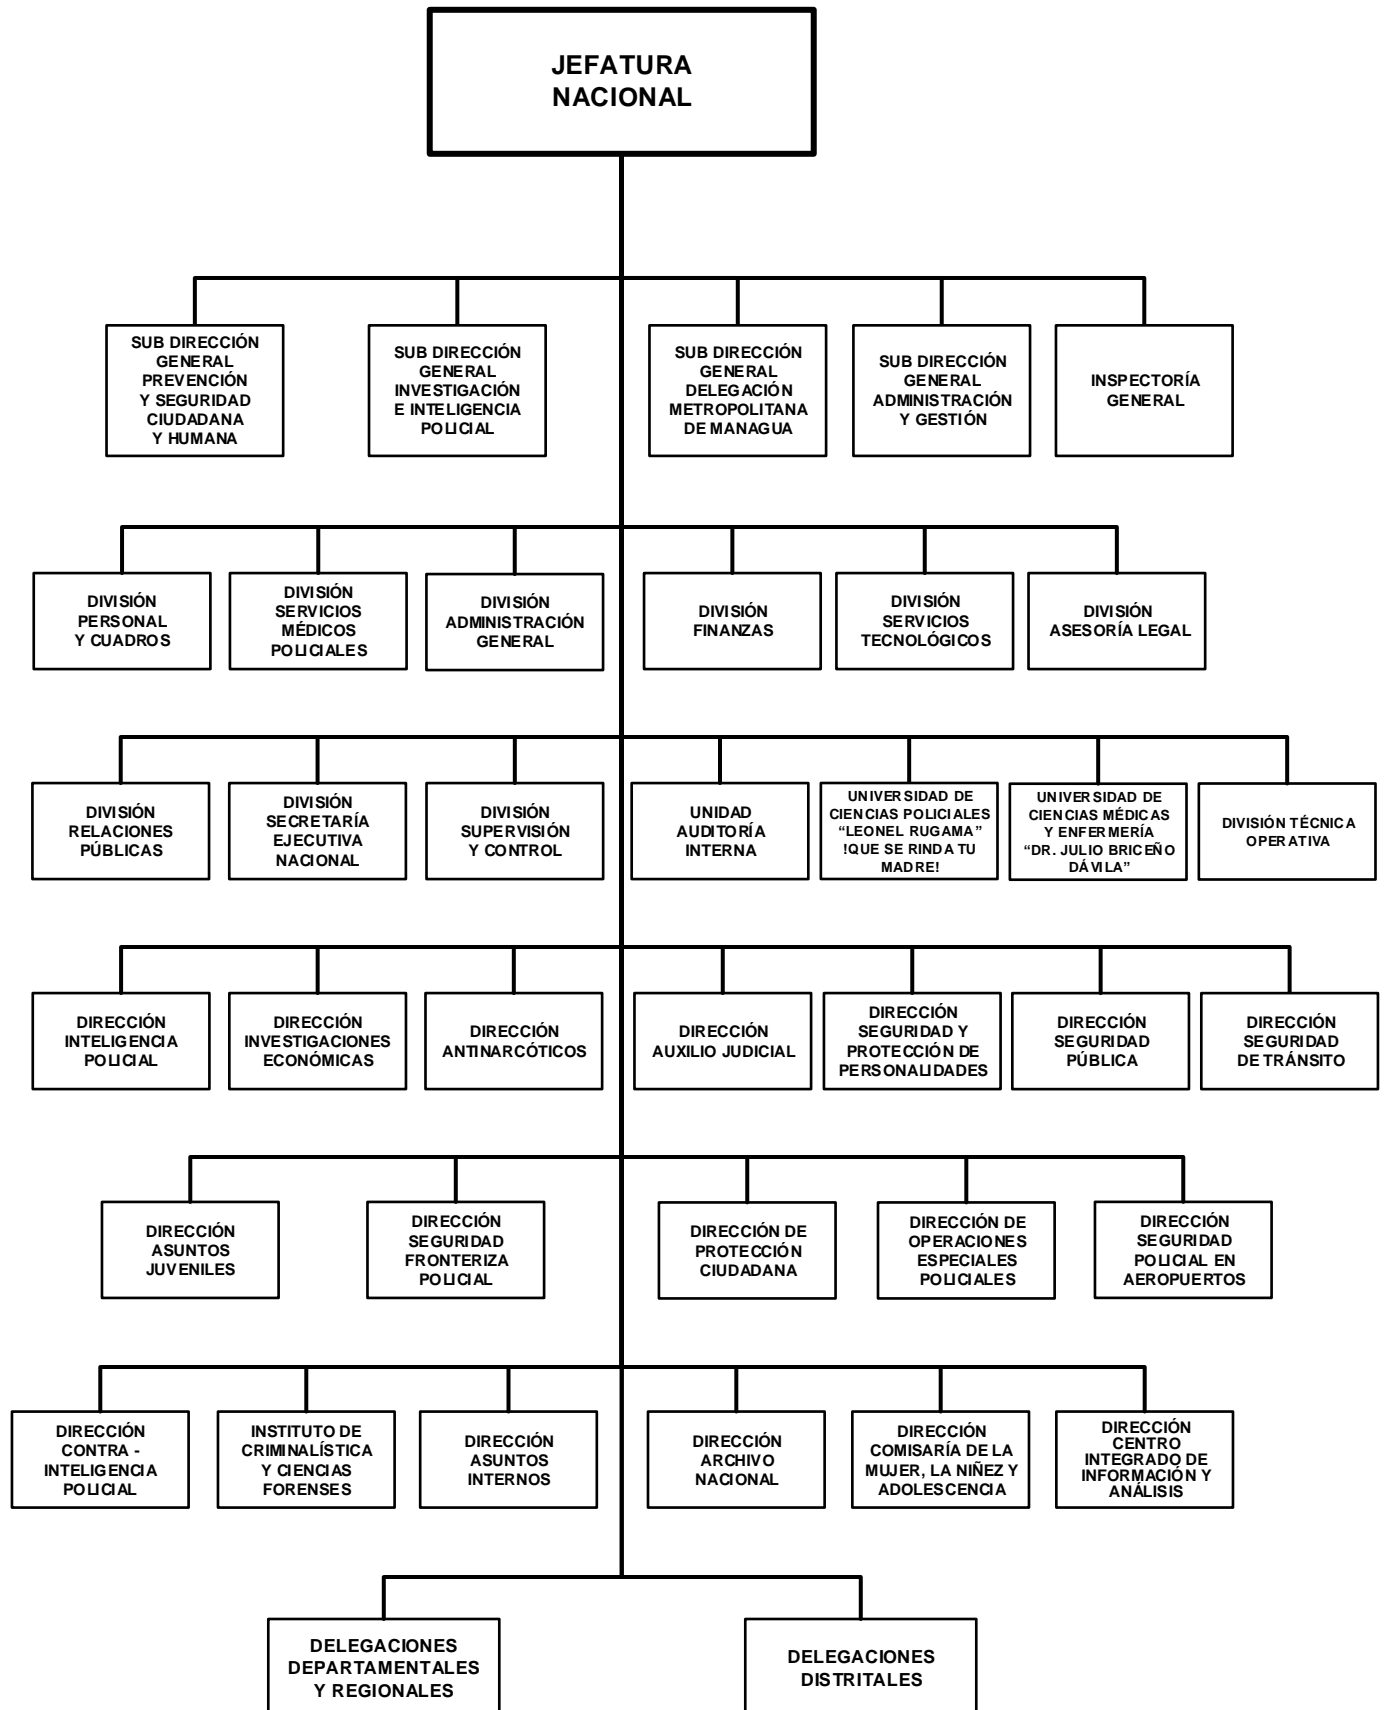 JEFATURA
NACIONAL
SUB DIRECCIÓN
GENERAL
PREVENCIÓN
Y SEGURIDAD
CIUDADANA
Y HUMANA
SUB DIRECCIÓN
GENERAL
INVESTIGACIÓN
E INTELIGENCIA
POLICIAL
SUB DIRECCIÓN
GENERAL
DELEGACIÓN
METROPOLITANA
DE MANAGUA
SUB DIRECCIÓN
GENERAL
ADMINISTRACIÓN
Y GESTIÓN
INSPECTORÍA
GENERAL
DIVISIÓN
PERSONAL
Y CUADROS
DIVISIÓN
SERVICIOS
MÉDICOS
POLICIALES
DIVISIÓN
ADMINISTRACIÓN
GENERAL
DIVISIÓN
FINANZAS
DIVISIÓN
SERVICIOS
TECNOLÓGICOS
DIVISIÓN
ASESORÍA LEGAL
DIVISIÓN
RELACIONES
PÚBLICAS
DIVISIÓN
SECRETARÍA
EJECUTIVA
NACIONAL
DIVISIÓN
SUPERVISIÓN
Y CONTROL
UNIDAD
AUDITORÍA
INTERNA
UNIVERSIDAD DE
CIENCIAS POLICIALES
“LEONEL RUGAMA”
!QUE SE RINDA TU
MADRE!
UNIVERSIDAD DE
CIENCIAS MÉDICAS
Y ENFERMERÍA
“DR. JULIO BRICEÑO
DÁVILA”
DIVISIÓN TÉCNICA
OPERATIVA
DIRECCIÓN
INTELIGENCIA
POLICIAL
DIRECCIÓN
INVESTIGACIONES
ECONÓMICAS
DIRECCIÓN
ANTINARCÓTICOS
DIRECCIÓN
AUXILIO JUDICIAL
DIRECCIÓN
SEGURIDAD Y
PROTECCIÓN DE
PERSONALIDADES
DIRECCIÓN
SEGURIDAD
PÚBLICA
DIRECCIÓN
SEGURIDAD
DE TRÁNSITO
DIRECCIÓN
ASUNTOS
JUVENILES
DIRECCIÓN
SEGURIDAD
FRONTERIZA
POLICIAL
DIRECCIÓN DE
PROTECCIÓN
CIUDADANA
DIRECCIÓN DE
OPERACIONES
ESPECIALES
POLICIALES
DIRECCIÓN
SEGURIDAD
POLICIAL EN
AEROPUERTOS
DIRECCIÓN
CONTRA -
INTELIGENCIA
POLICIAL
INSTITUTO DE
CRIMINALÍSTICA
Y CIENCIAS
FORENSES
DIRECCIÓN
ASUNTOS
INTERNOS
DIRECCIÓN
ARCHIVO
NACIONAL
DIRECCIÓN
COMISARÍA DE LA
MUJER, LA NIÑEZ Y
ADOLESCENCIA
DIRECCIÓN
CENTRO
INTEGRADO DE
INFORMACIÓN Y
ANÁLISIS
DELEGACIONES
DEPARTAMENTALES
Y REGIONALES
DELEGACIONES
DISTRITALES